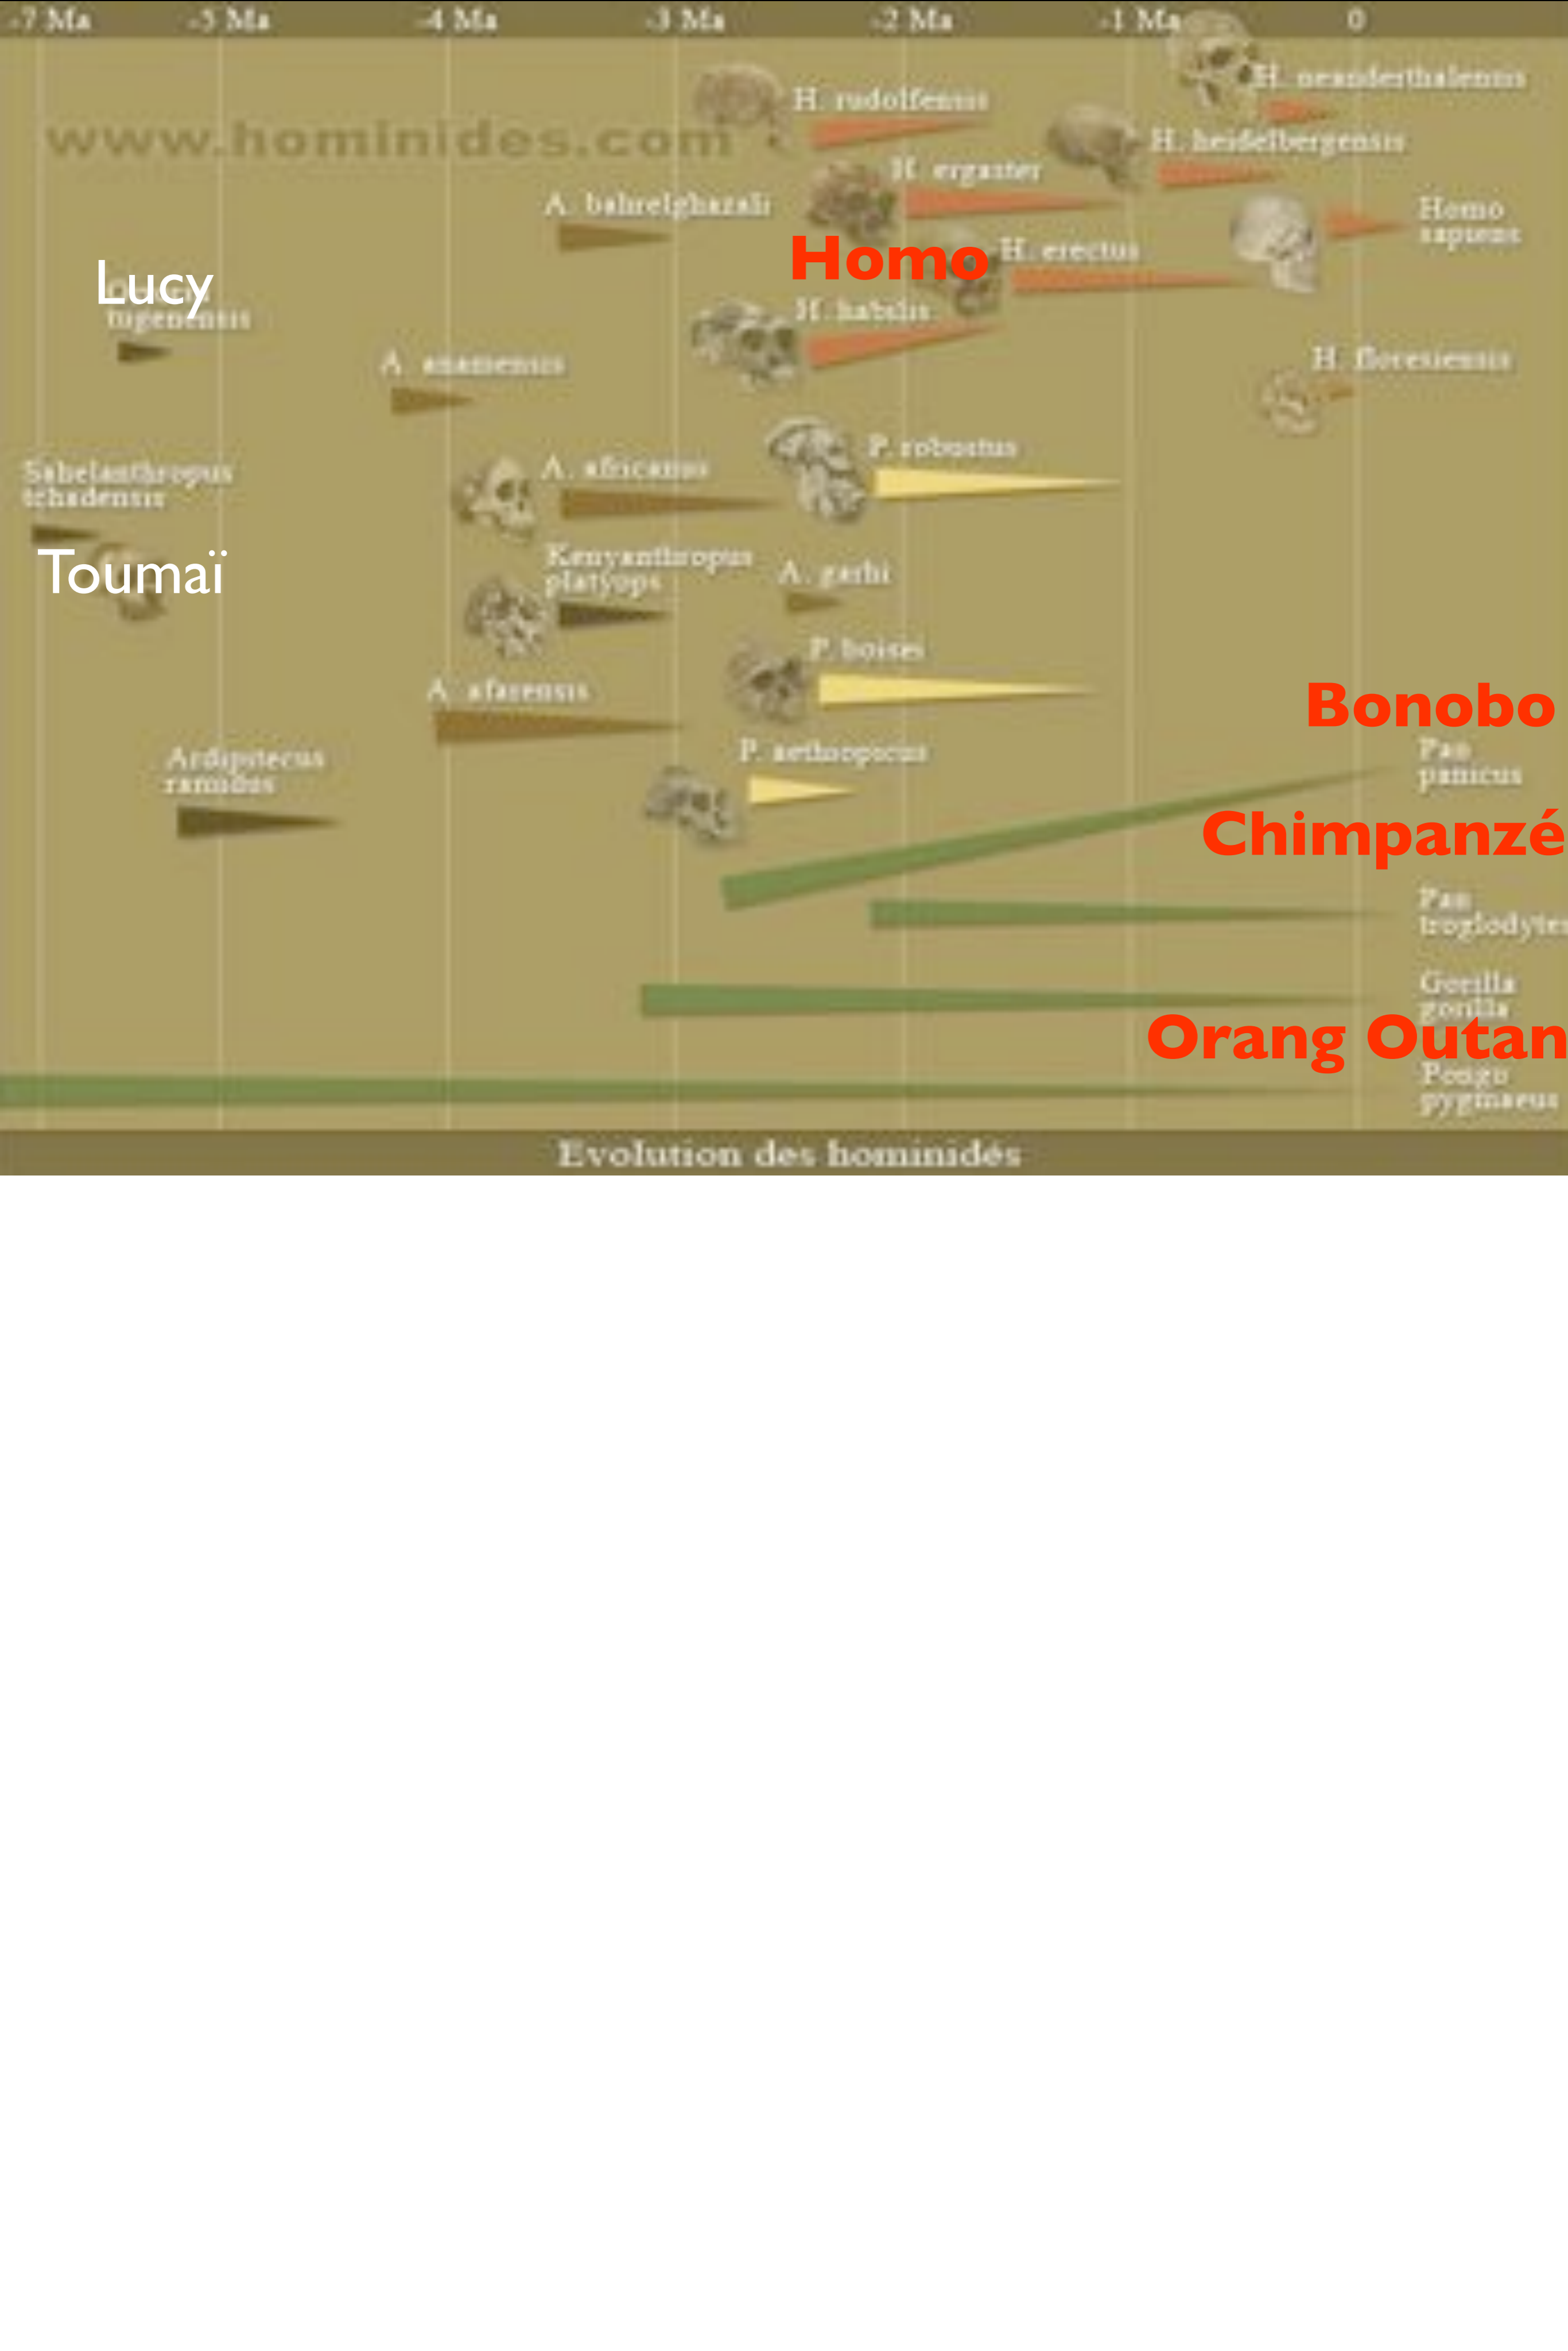 -7 Ma -5 Ma -4 Ma -3 Ma -2 Ma -1 Ma 0
H. neanderthalensis
H. rudolfensis
www.hominides.com
H. heidelbergensis
H. ergaster
A. bahrelghazali
Homo
sapiens
Homo
H. erectus
Lucy
tugenensis
H. habilis
A. anamensis
H. floresiensis
P. robustus
Sahelanthropus
tchadensis
A. africanus
Toumaï
Kenyanthropus
platyops
A. garhi
P. boisei
A. afarensis
Bonobo
Ardipitecus
ramidus
P. aethiopicus
Pan
paniscus
Chimpanzé
Pan
troglodytes
Gorilla
gorilla
Orang Outan
Pongo
pygmaeus
Evolution des hominidés